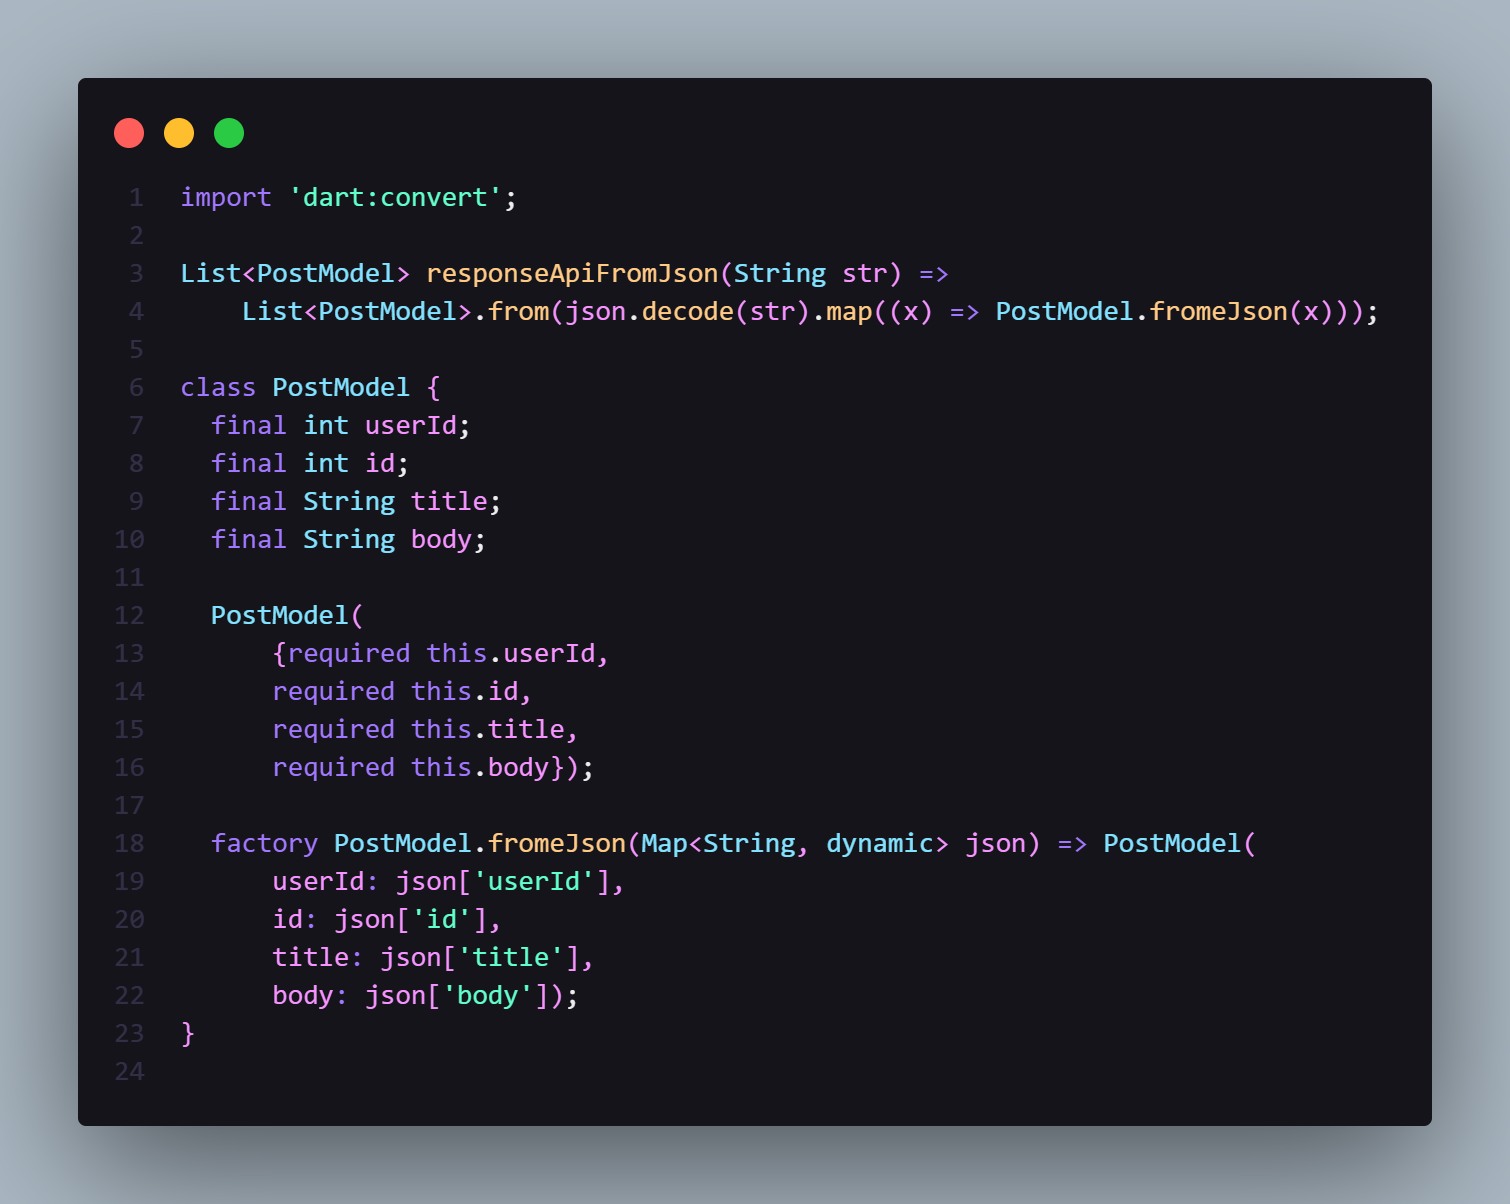 1 import 'dart:convert';
2
3 List<PostModel> responseApiFromJson(String str) =>
4     List<PostModel>.from(json.decode(str).map((x) => PostModel.fromeJson(x)));
5
6 class PostModel {
7   final int userId;
8   final int id;
9   final String title;
10   final String body;
11
12   PostModel(
13       {required this.userId,
14       required this.id,
15       required this.title,
16       required this.body});
17
18   factory PostModel.fromeJson(Map<String, dynamic> json) => PostModel(
19       userId: json['userId'],
20       id: json['id'],
21       title: json['title'],
22       body: json['body']);
23 }
24